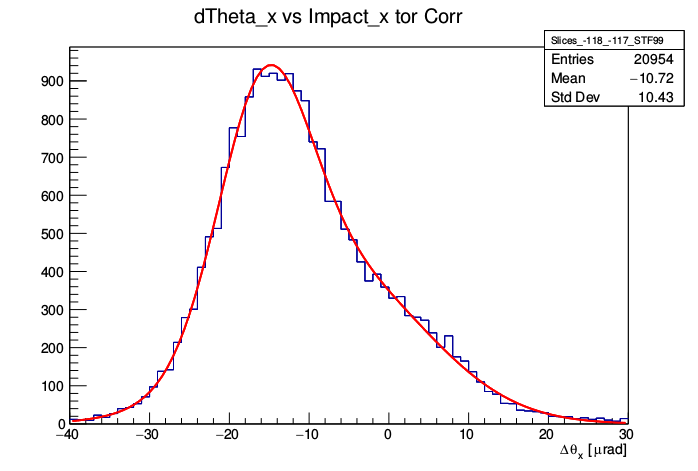 dTheta_x vs Impact_x tor Corr
Slices_-118_-117_STF99
Entries 20954
Mean −10.72
Std Dev 10.43
900
800
700
600
500
400
300
200
100
0
−40 −30 −20 −10 0 10 20 30
Δθx [μrad]